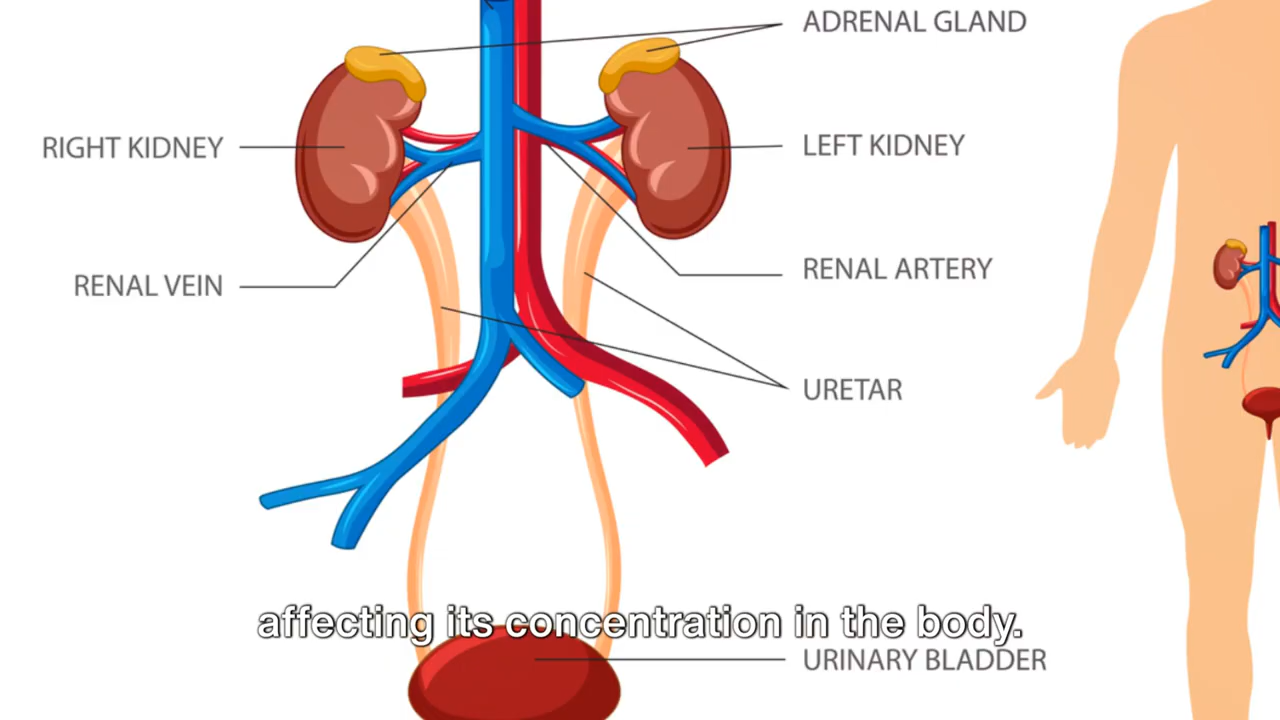 ADRENAL GLAND
RIGHT KIDNEY
LEFT KIDNEY
RENAL VEIN
RENAL ARTERY
URETAR
affecting its concentration in the body.
URINARY BLADDER